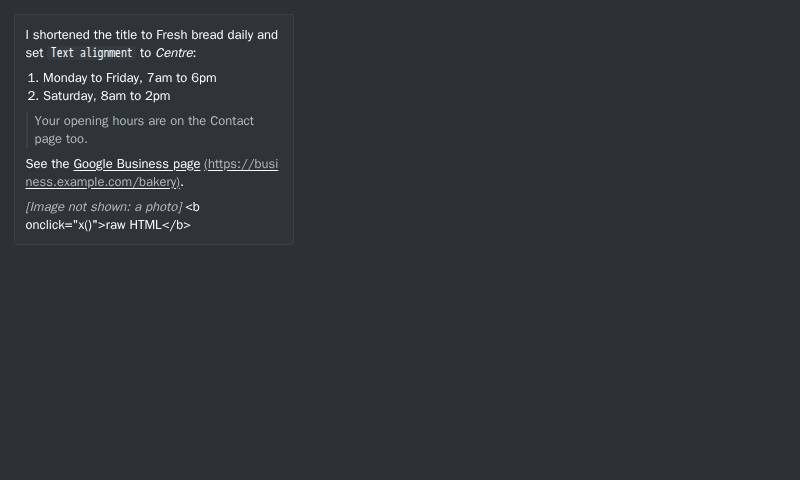 I shortened the title to Fresh bread daily and
set Text alignment to Centre:
1. Monday to Friday, 7am to 6pm
2. Saturday, 8am to 2pm
Your opening hours are on the Contact
page too.
See the Google Business page (https://busi
ness.example.com/bakery).
[Image not shown: a photo] <b
onclick="x()">raw HTML</b>